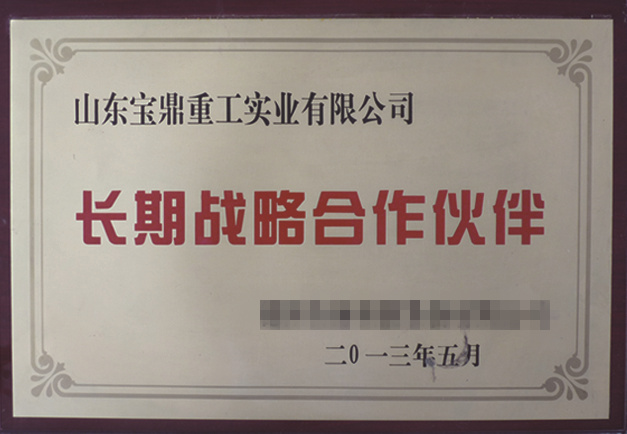 山东宝鼎重工实业有限公司
长期战略合作伙伴
二0一三年五月